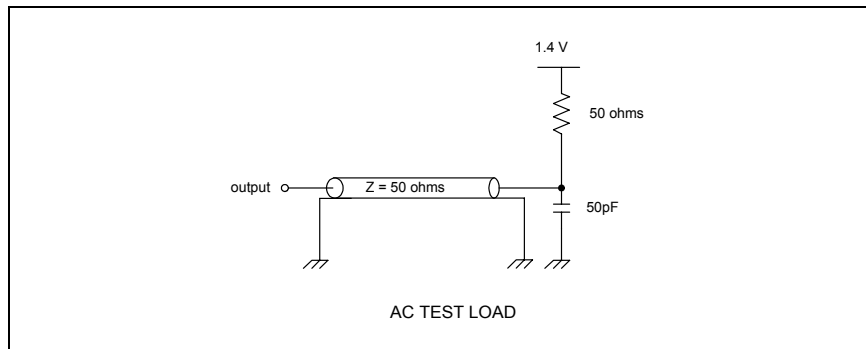 1.4 V
50 ohms
output
Z = 50 ohms
50pF
AC TEST LOAD